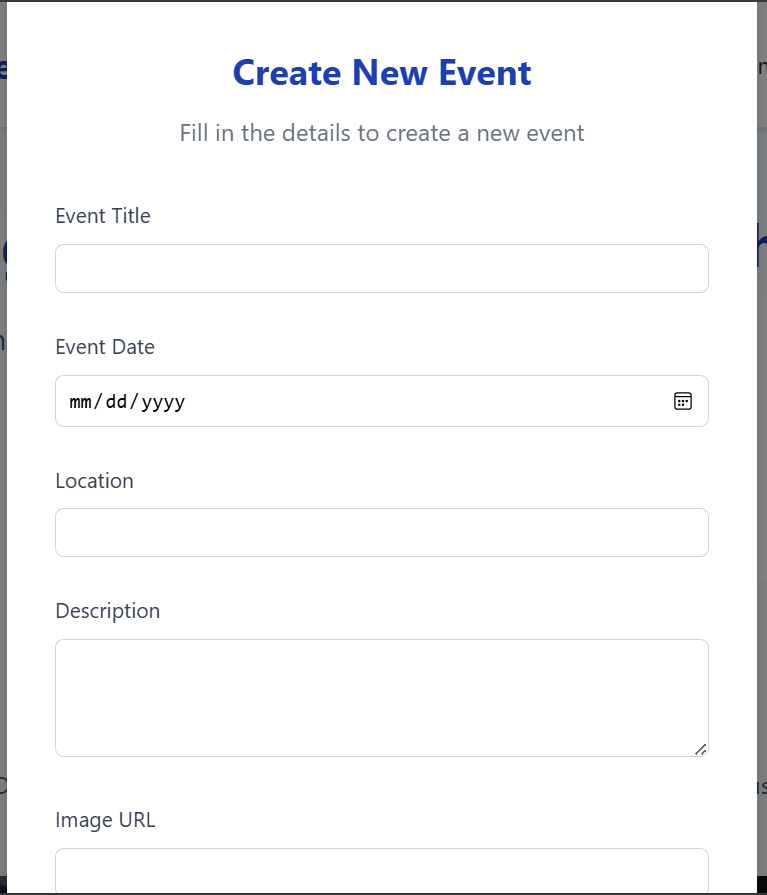 Create New Event
Fill in the details to create a new event
Event Title
Event Date
mm/dd/yyyy
Location
Description
Image URL